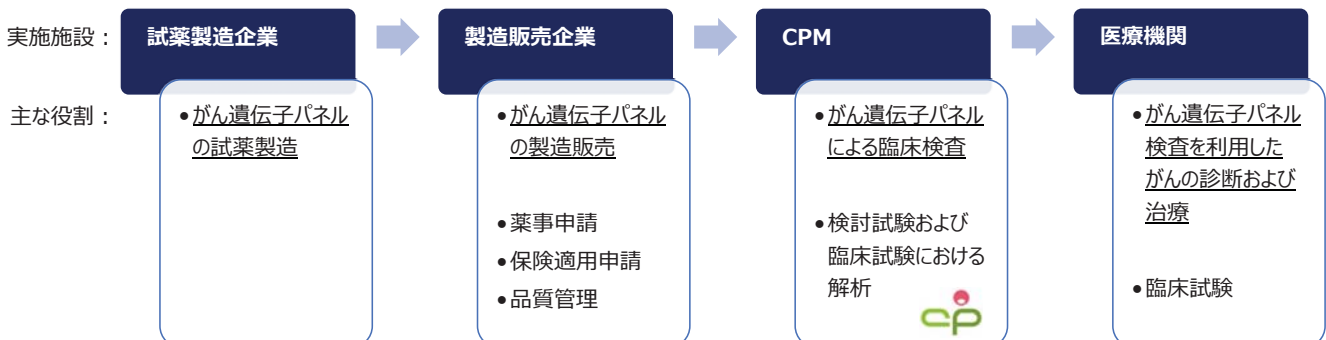 実施施設：
試薬製造企業
製造販売企業
CPM
医療機関
主な役割：
•がん遺伝子パネル
の試薬製造
•がん遺伝子パネル
の製造販売
•薬事申請
•保険適用申請
•品質管理
•がん遺伝子パネル
による臨床検査
•検討試験および
臨床試験における
解析
cp
•がん遺伝子パネル
検査を利用した
がんの診断および
治療
•臨床試験